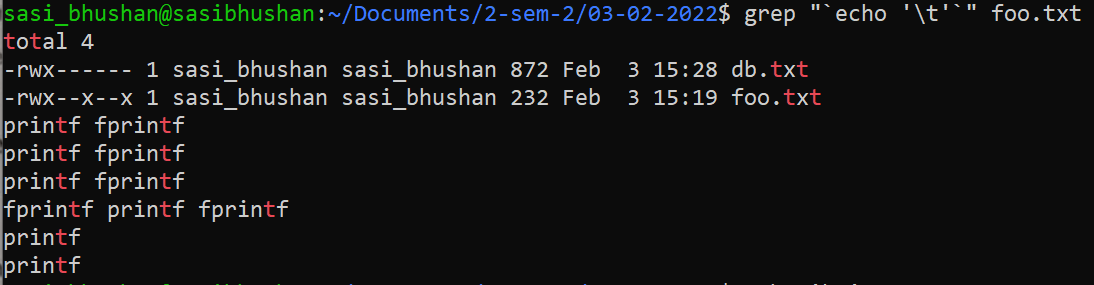 sasi_bhushan@sasibhushan:~/Documents/2-sem-2/03-02-2022$ grep "`echo '\t'`" foo.txt
total 4
-rwx------ 1 sasi_bhushan sasi_bhushan 872 Feb  3 15:28 db.txt
-rwx--x--x 1 sasi_bhushan sasi_bhushan 232 Feb  3 15:19 foo.txt
printf fprintf
printf fprintf
printf fprintf
fprintf printf fprintf
printf
printf